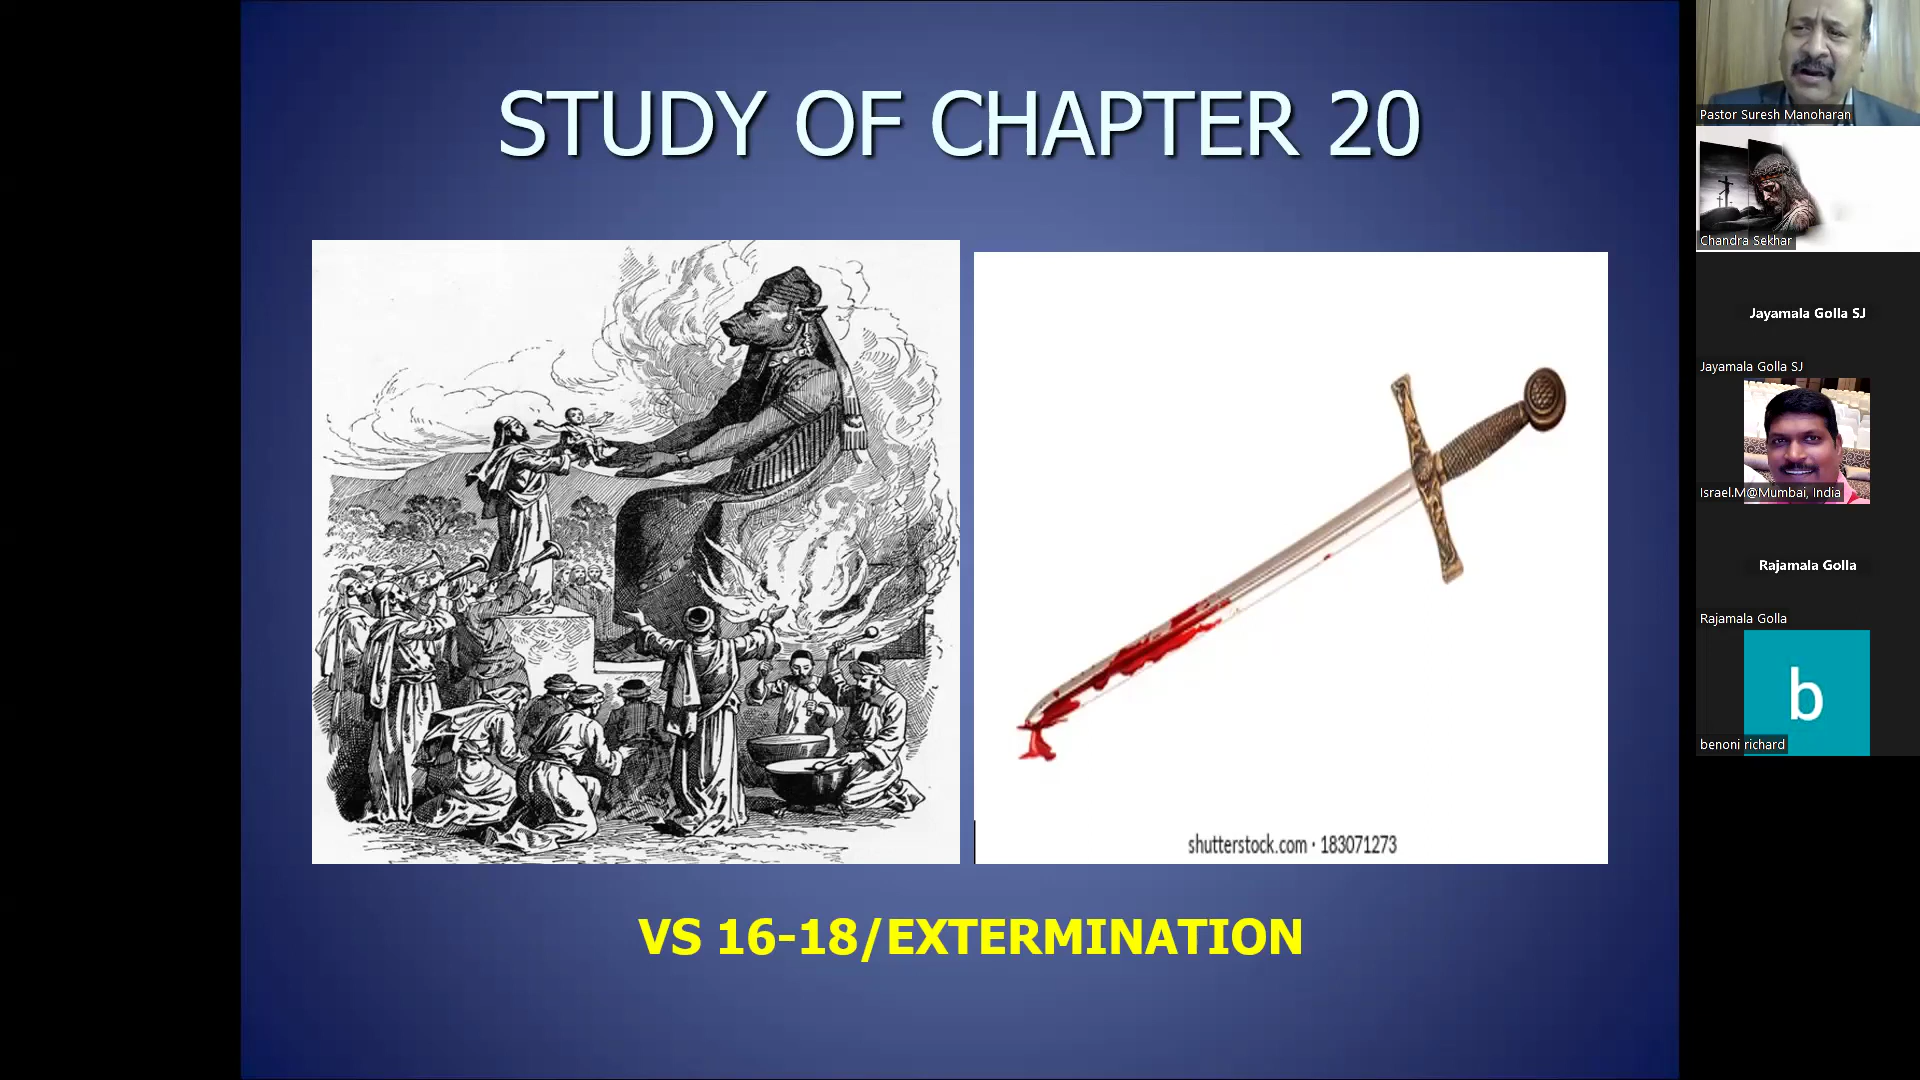 STUDY OF CHAPTER 20
shutterstock.com · 183071273
VS 16-18/EXTERMINATION
Pastor Suresh Manoharan
Chandra Sekhar
Jayamala Golla SJ
Jayamala Golla SJ
Israel.M@Mumbai, India
Rajamala Golla
Rajamala Golla
b
benoni richard